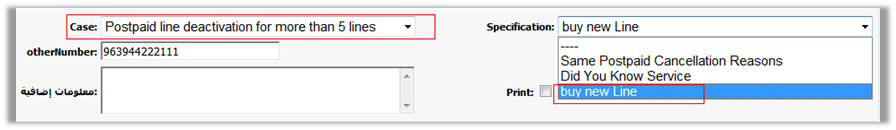 Case: Postpaid line deactivation for more than 5 lines
Specification: buy new Line
otherNumber: 963944222111
----
Same Postpaid Cancellation Reasons
Did You Know Service
معلومات إضافية:
Print: buy new Line